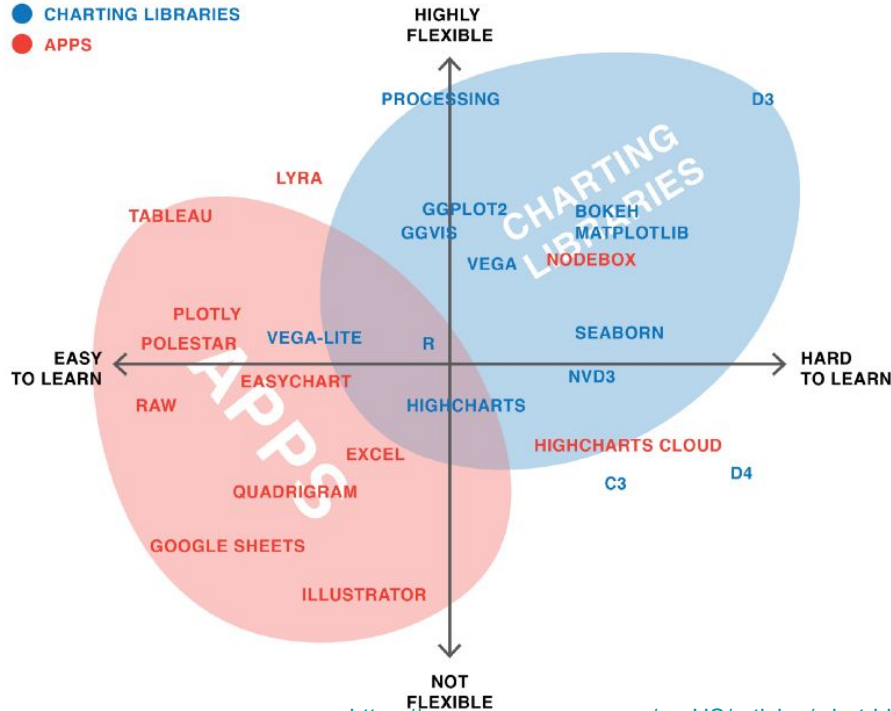 CHARTING LIBRARIES
APPS
HIGHLY
FLEXIBLE
PROCESSING
D3
LYRA
TABLEAU
GGPLOT2
BOKEH
GGVIS
MATPLOTLIB
CHARTING
LIBRARIES
VEGA
NODEBOX
PLOTLY
POLESTAR
VEGA-LITE
R
SEABORN
EASY
TO LEARN
HARD
TO LEARN
EASYCHART
NVD3
RAW
HIGHCHARTS
APPS
EXCEL
HIGHCHARTS CLOUD
C3
D4
QUADRIGRAM
GOOGLE SHEETS
ILLUSTRATOR
NOT
FLEXIBLE